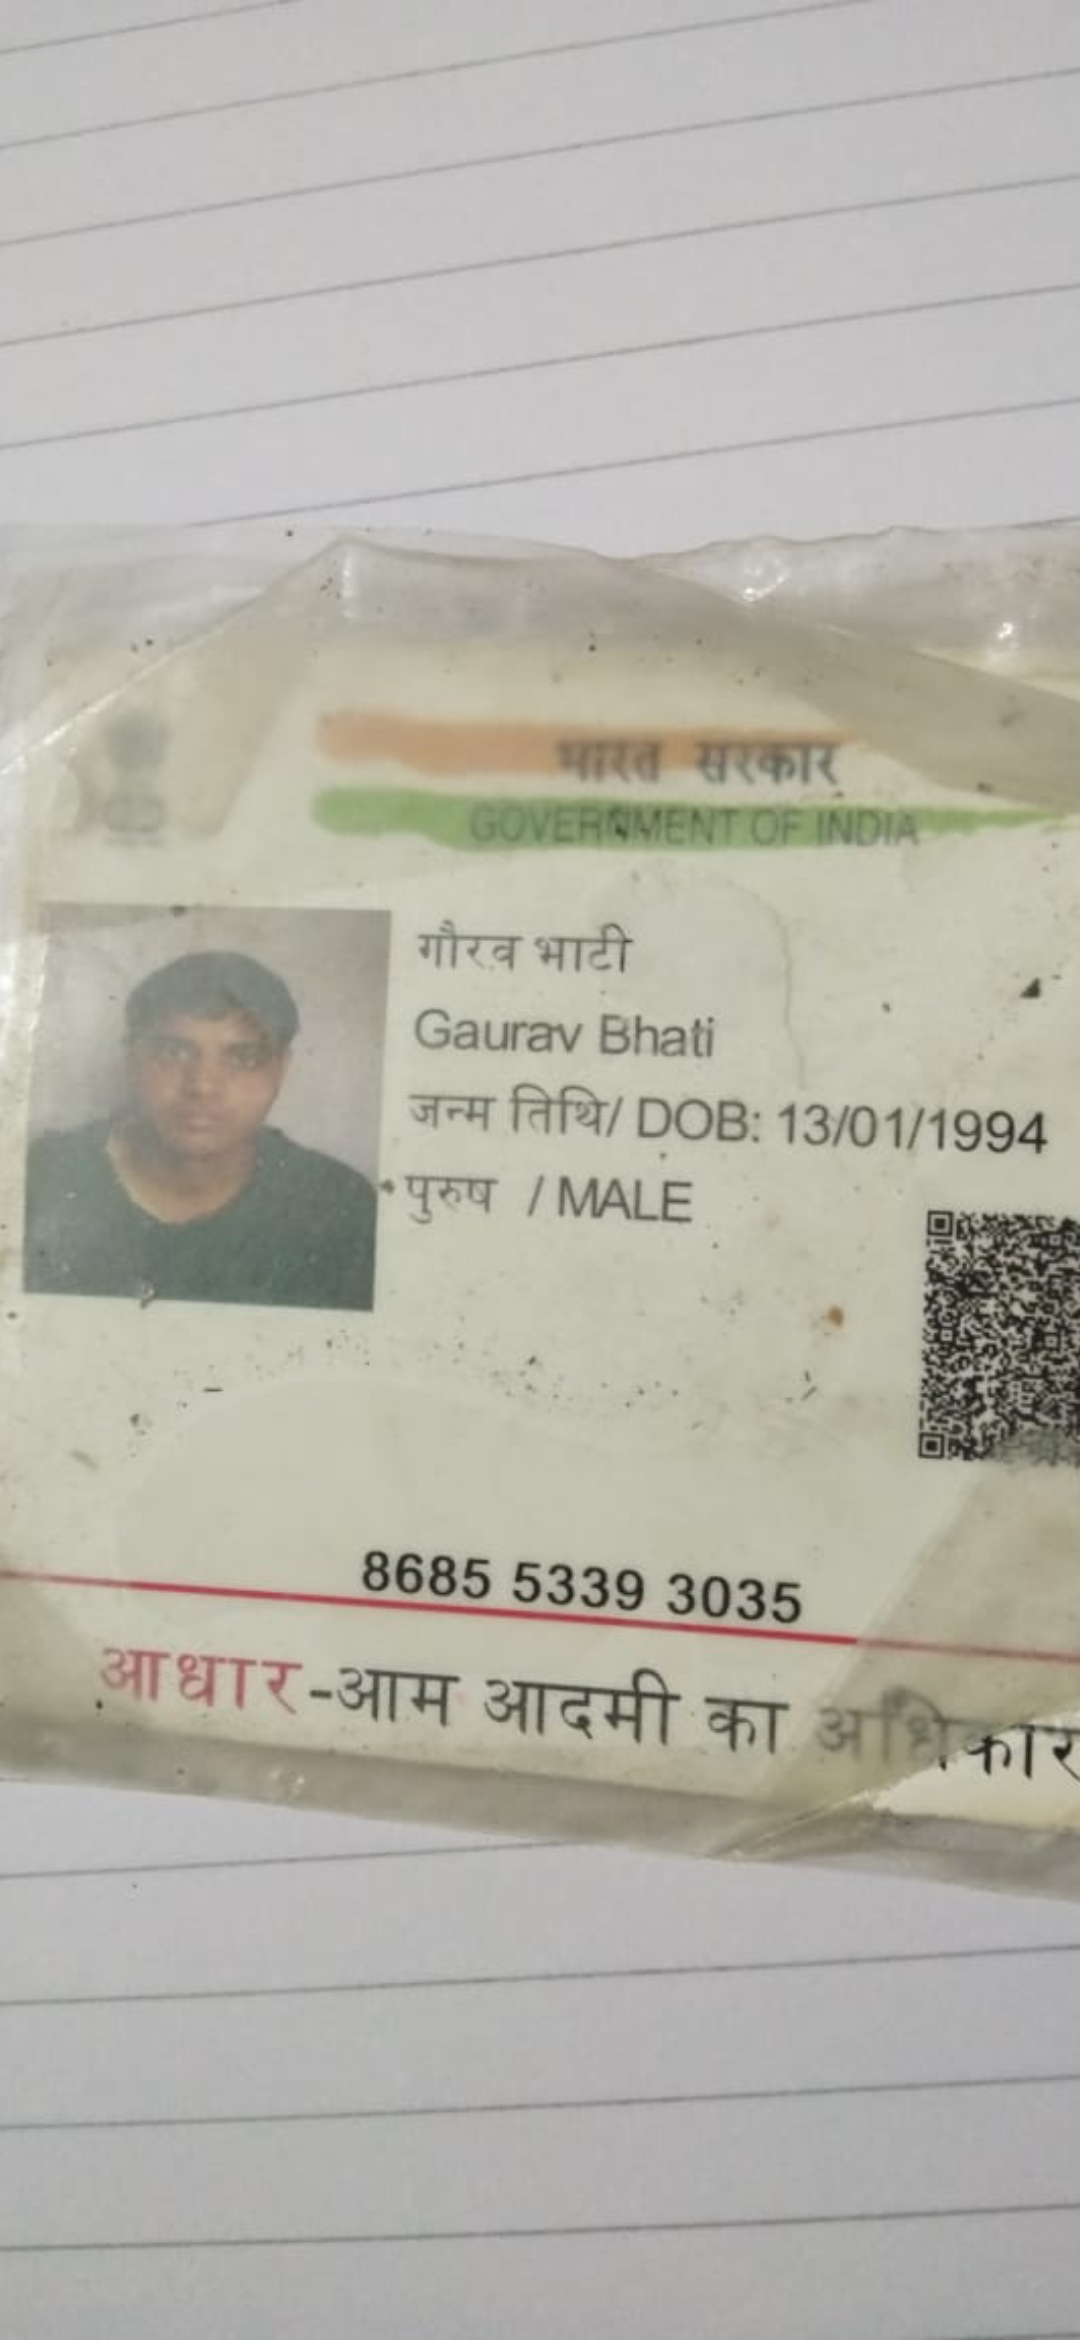 भारत सरकार
GOVERNMENT OF INDIA
गौरव भाटी
Gaurav Bhati
जन्म तिथि/ DOB: 13/01/1994
पुरुष / MALE
8685 5339 3035
आधार-आम आदमी का अधिकार